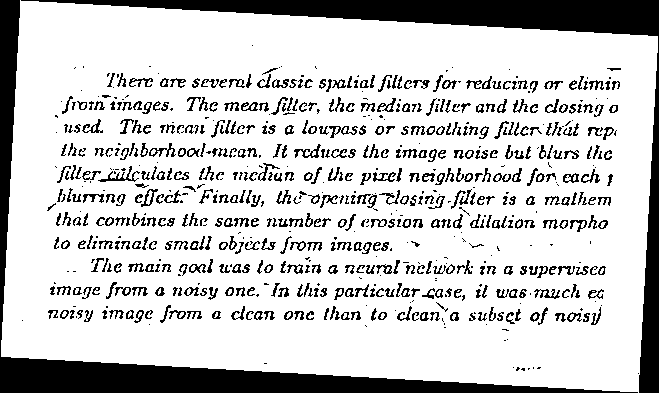 There are several classic spatial filters for reducing or elimin
from images. The mean filter, the median filter and the closing o
used. The mean filter is a lowpass or smoothing filter that rep
the neighborhood mean. It reduces the image noise but blurs the
filter calculates the median of the pixel neighborhood for each p
blurring effect. Finally, the opening closing filter is a mathem
that combines the same number of erosion and dilation morpho
to eliminate small objects from images.
The main goal was to train a neural network in a supervised
image from a noisy one. In this particular case, it was much ea
noisy image from a clean one than to clean a subset of noisy